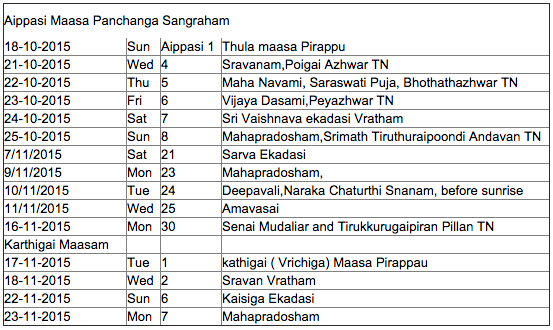 Aippasi Maasa Panchanga Sangraham
18-10-2015 Sun Aippasi 1 Thula maasa Pirappu
21-10-2015 Wed 4 Sravanam,Poigai Azhwar TN
22-10-2015 Thu 5 Maha Navami, Saraswati Puja, Bhothathazhwar TN
23-10-2015 Fri 6 Vijaya Dasami,Peyazhwar TN
24-10-2015 Sat 7 Sri Vaishnava ekadasi Vratham
25-10-2015 Sun 8 Mahapradosham,Srimath Tiruthuraipoondi Andavan TN
7/11/2015 Sat 21 Sarva Ekadasi
9/11/2015 Mon 23 Mahapradosham,
10/11/2015 Tue 24 Deepavali,Naraka Chaturthi Snanam, before sunrise
11/11/2015 Wed 25 Amavasai
16-11-2015 Mon 30 Senai Mudaliar and Tirukkurugaipiran Pillan TN
Karthigai Maasam
17-11-2015 Tue 1 kathigai ( Vrichiga) Maasa Pirappau
18-11-2015 Wed 2 Sravan Vratham
22-11-2015 Sun 6 Kaisiga Ekadasi
23-11-2015 Mon 7 Mahapradosham